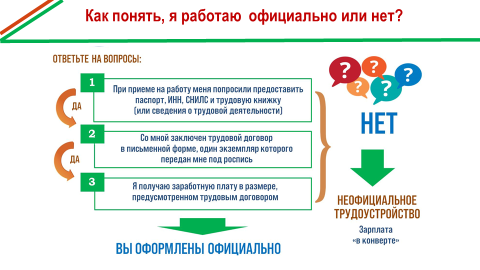 Как понять, я работаю официально или нет?
ОТВЕТЬТЕ НА ВОПРОСЫ:
1
При приеме на работу меня попросили предоставить
паспорт, ИНН, СНИЛС и трудовую книжку
(или сведения о трудовой деятельности)
ДА
2
Со мной заключен трудовой договор
в письменной форме, один экземпляр которого
передан мне под роспись
ДА
3
Я получаю заработную плату в размере,
предусмотренном трудовым договором
ВЫ ОФОРМЛЕНЫ ОФИЦИАЛЬНО
? ? ? ? ?
НЕТ
НЕОФИЦИАЛЬНОЕ
ТРУДОУСТРОЙСТВО
Зарплата
«в конверте»